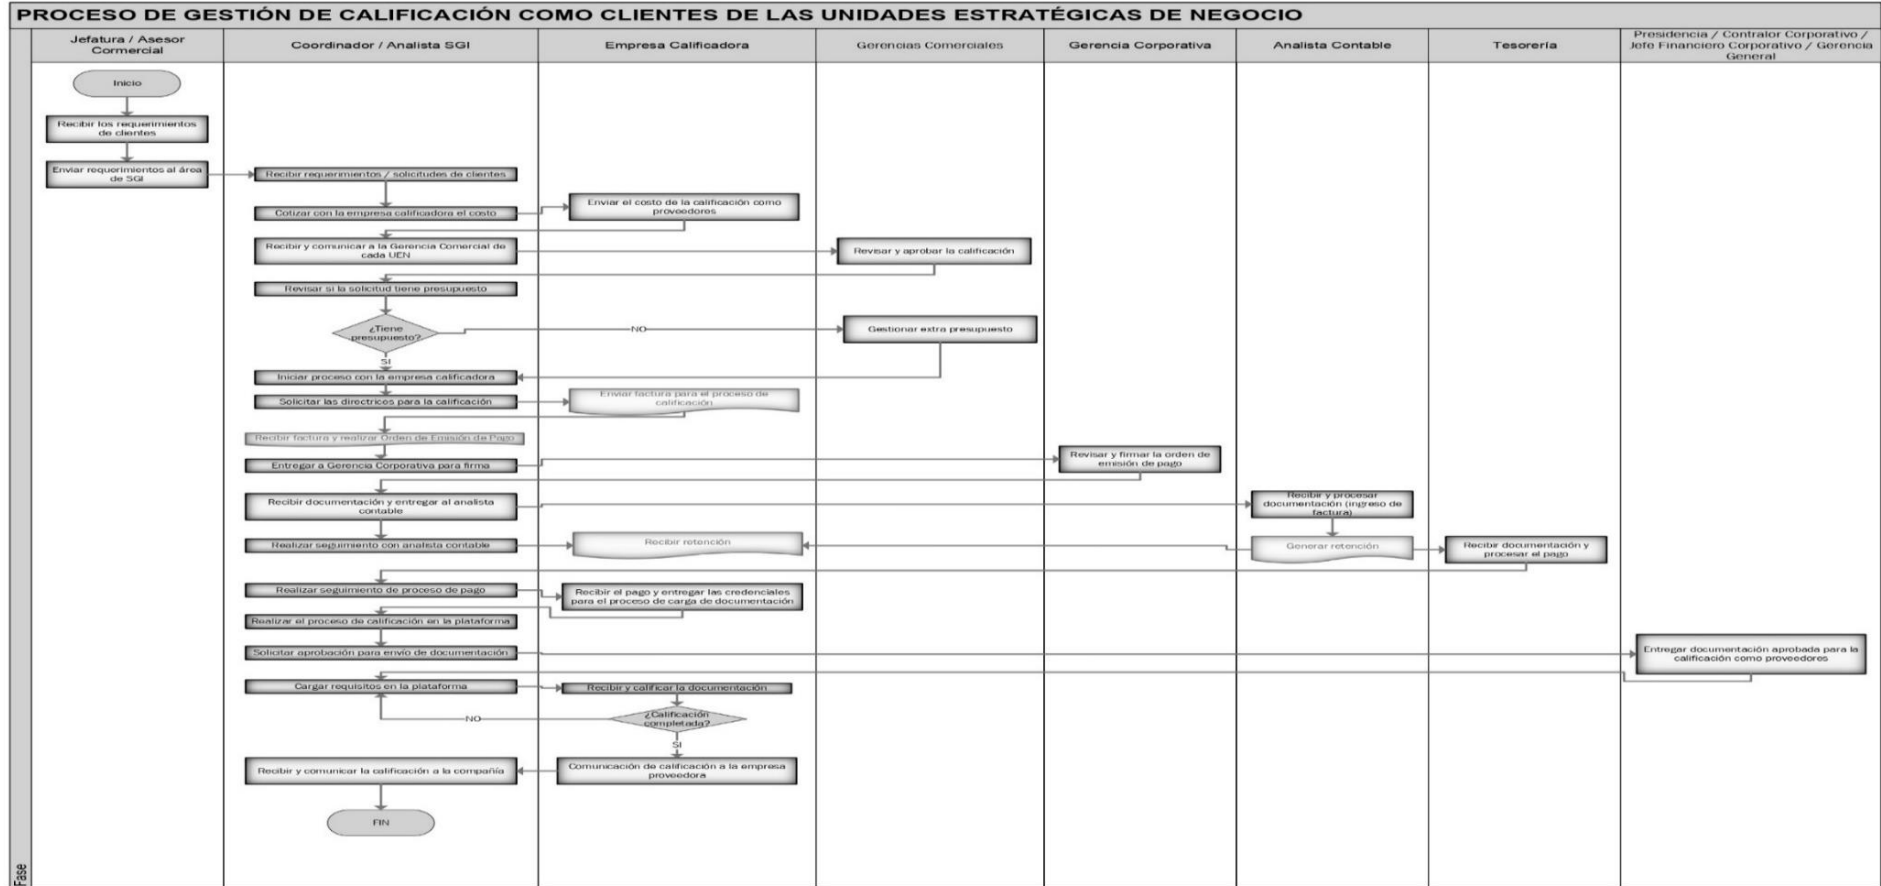 PROCESO DE GESTIÓN DE CALIFICACIÓN COMO CLIENTES DE LAS UNIDADES ESTRATÉGICAS DE NEGOCIO
Jefatura / Asesor
Cormercial
Coordinador / Analista SGI
Empresa Calificadora
Gerencias Comerciales
Gerencia Corporativa
Analista Contable
Tesorería
Presidencia / Contralor Corporativo /
Jefe Financiero Corporativo / Gerencia
General
Inicio
Recibir los requerimientos
de clientes
Enviar requerimientos al área
de SGI
Recibir requerimientos / solicitudes de clientes
Cotizar con la empresa calificadora el costo
Enviar el costo de la calificación como
proveedores
Recibir y comunicar a la Gerencia Comercial de
cada UEN
Revisar y aprobar la calificación
Revisar si la solicitud tiene presupuesto
¿Tiene
presupuesto?
NO
Gestionar extra presupuesto
SI
Iniciar proceso con la empresa calificadora
Solicitar las directrices para la calificación
Enviar factura para el proceso de
calificación
Recibir factura y realizar Orden de Emisión de Pago
Entregar a Gerencia Corporativa para firma
Revisar y firmar la orden de
emisión de pago
Recibir documentación y entregar al analista
contable
Recibir y procesar
documentación (ingreso de
factura)
Realizar seguimiento con analista contable
Recibir retención
Generar retención
Recibir documentación y
procesar el pago
Realizar seguimiento de proceso de pago
Recibir el pago y entregar las credenciales
para el proceso de carga de documentación
Realizar el proceso de calificación en la plataforma
Solicitar aprobación para envío de documentación
Entregar documentación aprobada para la
calificación como proveedores
Cargar requisitos en la plataforma
Recibir y calificar la documentación
¿Calificación
completada?
NO
SI
Recibir y comunicar la calificación a la compañía
Comunicación de calificación a la empresa
proveedora
FIN
Fase